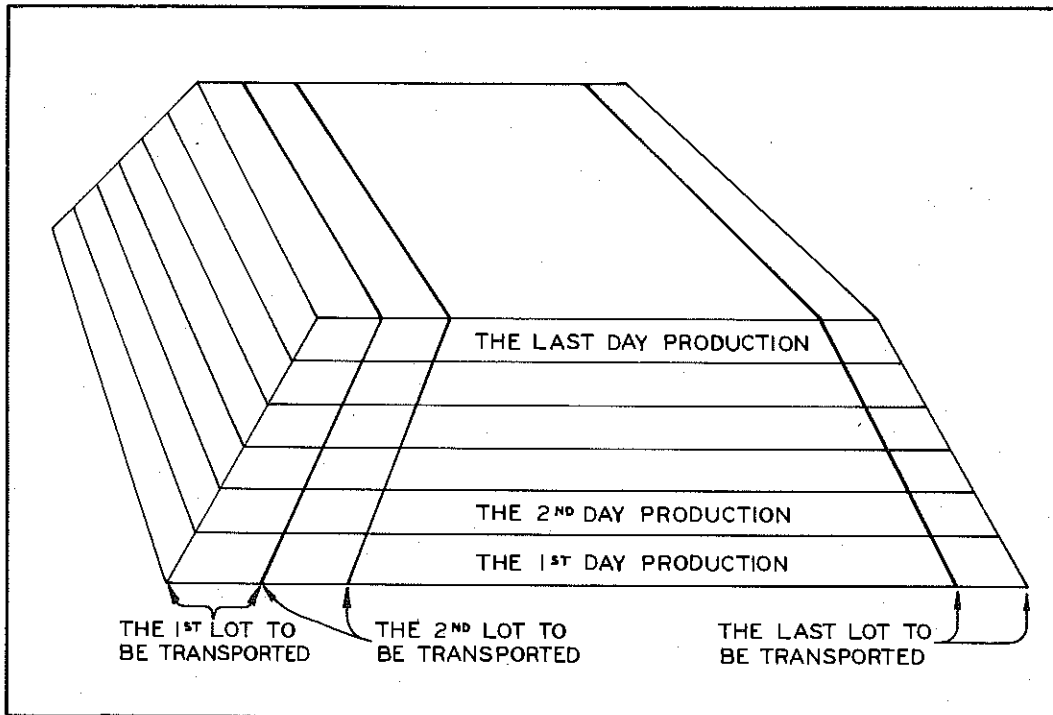 THE LAST DAY PRODUCTION
THE 2ND DAY PRODUCTION
THE 1ST DAY PRODUCTION
THE 1ST LOT TO
BE TRANSPORTED
THE 2ND LOT TO
BE TRANSPORTED
THE LAST LOT TO
BE TRANSPORTED